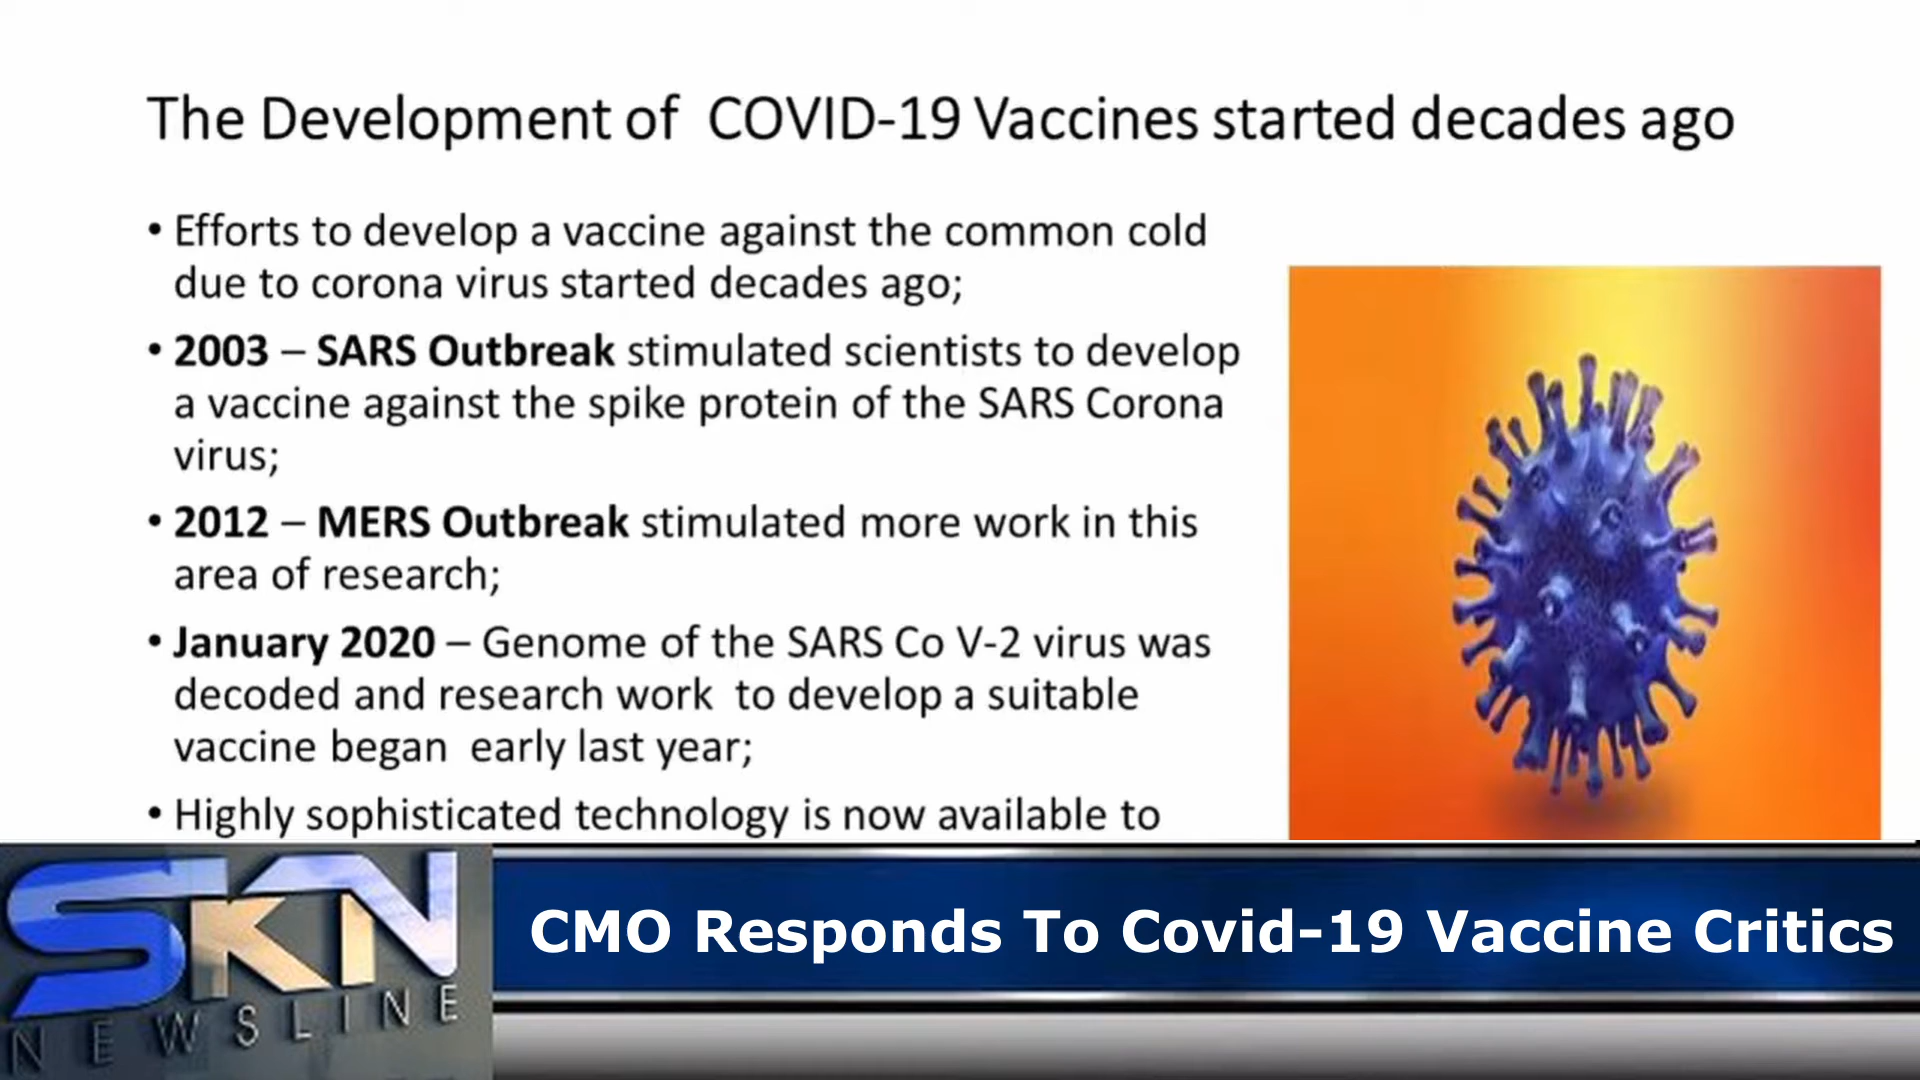 The Development of  COVID-19 Vaccines started decades ago
• Efforts to develop a vaccine against the common cold
due to corona virus started decades ago;
• 2003 – SARS Outbreak stimulated scientists to develop
a vaccine against the spike protein of the SARS Corona
virus;
• 2012 – MERS Outbreak stimulated more work in this
area of research;
• January 2020 – Genome of the SARS Co V-2 virus was
decoded and research work  to develop a suitable
vaccine began  early last year;
• Highly sophisticated technology is now available to
SKN
NEWSLINE
CMO Responds To Covid-19 Vaccine Critics